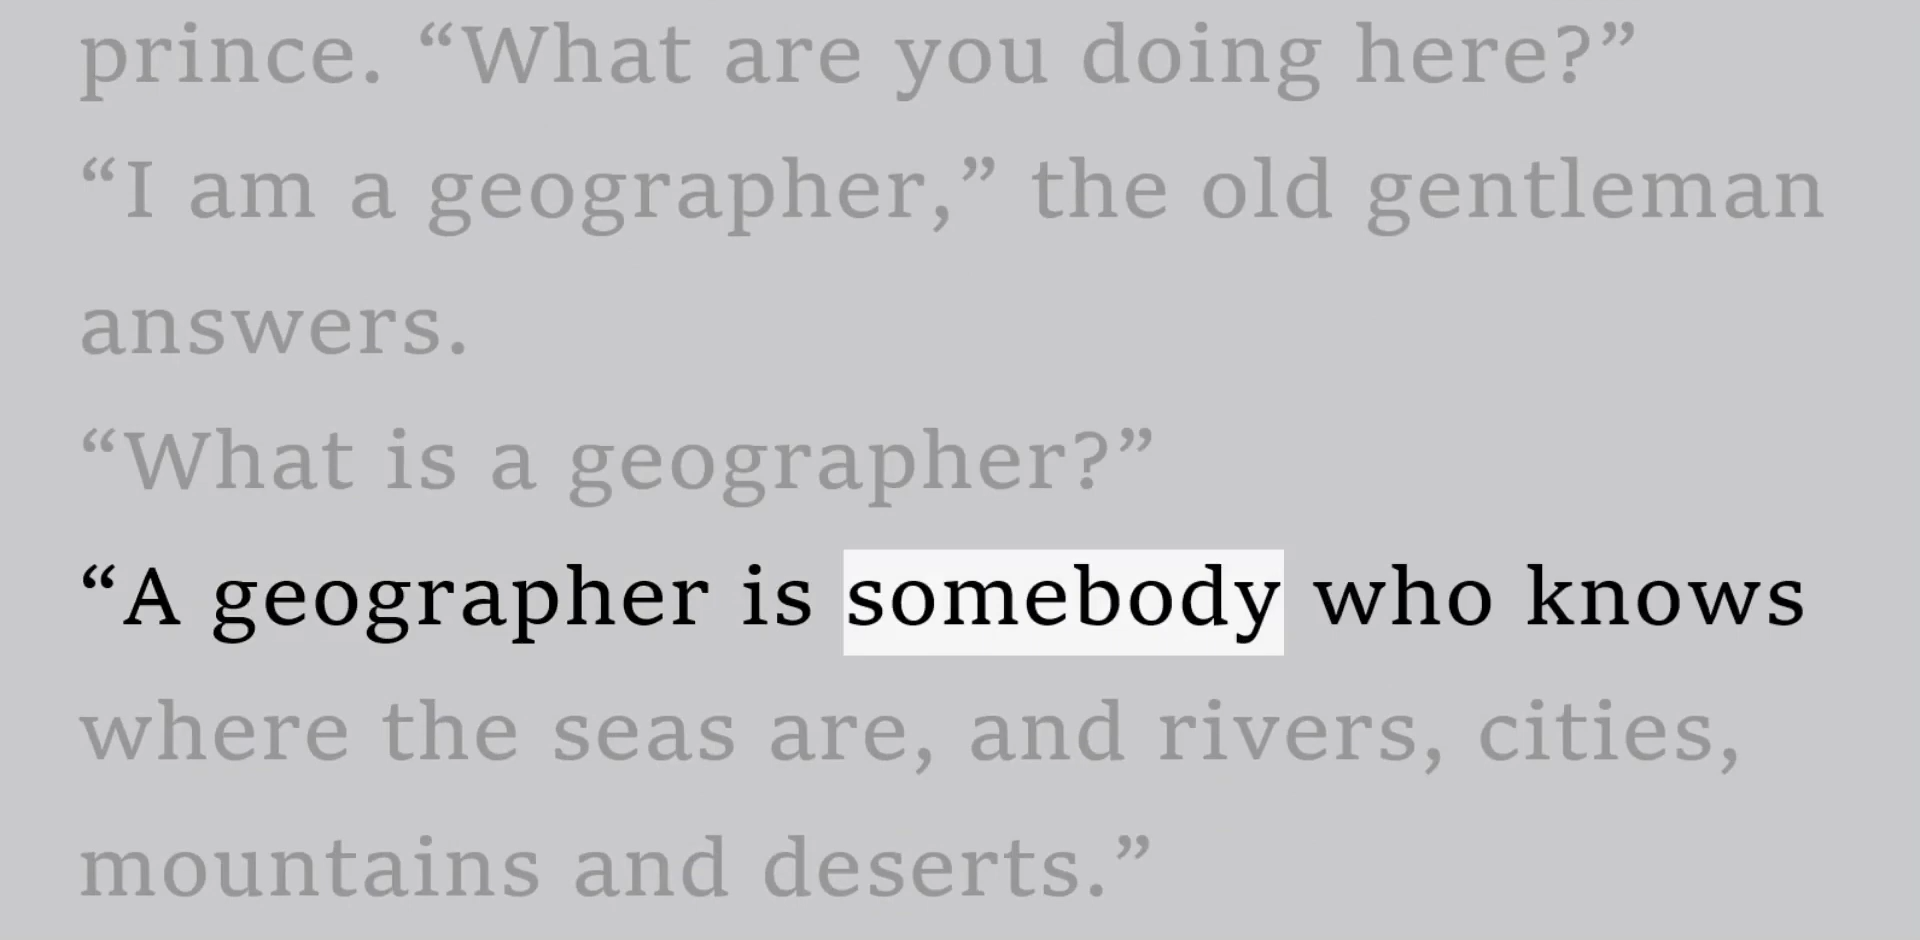 prince. “What are you doing here?”
“I am a geographer,” the old gentleman
answers.
“What is a geographer?”
“A geographer is somebody who knows
where the seas are, and rivers, cities,
mountains and deserts.”